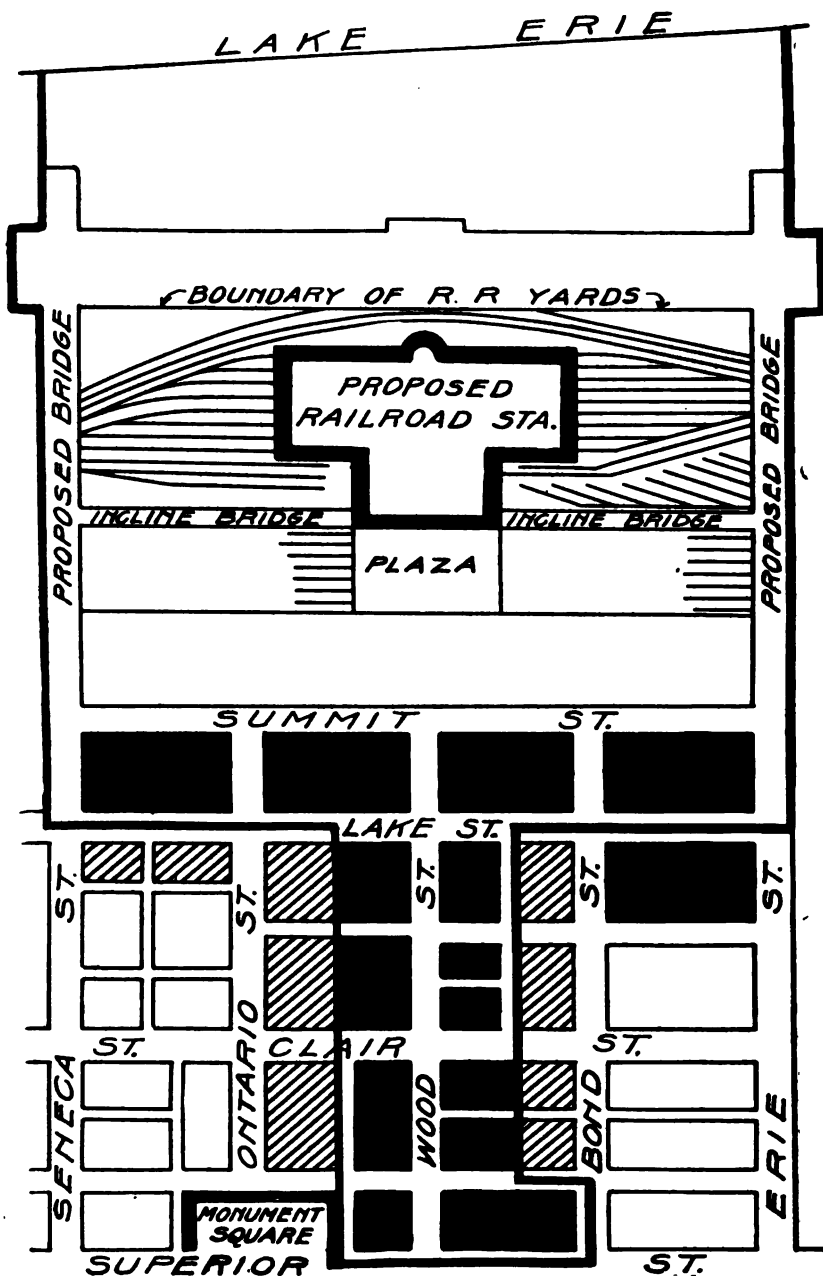 LAKE ERIE
BOUNDARY OF R. R YARDS
PROPOSED BRIDGE
PROPOSED
RAILROAD STA.
PROPOSED BRIDGE
INCLINE BRIDGE
INCLINE BRIDGE
PLAZA
SUMMIT ST.
LAKE ST.
SENECA ST.
ONTARIO ST.
WOOD ST.
BOND ST.
ERIE ST.
ST. CLAIR ST.
MONUMENT
SQUARE
SUPERIOR ST.